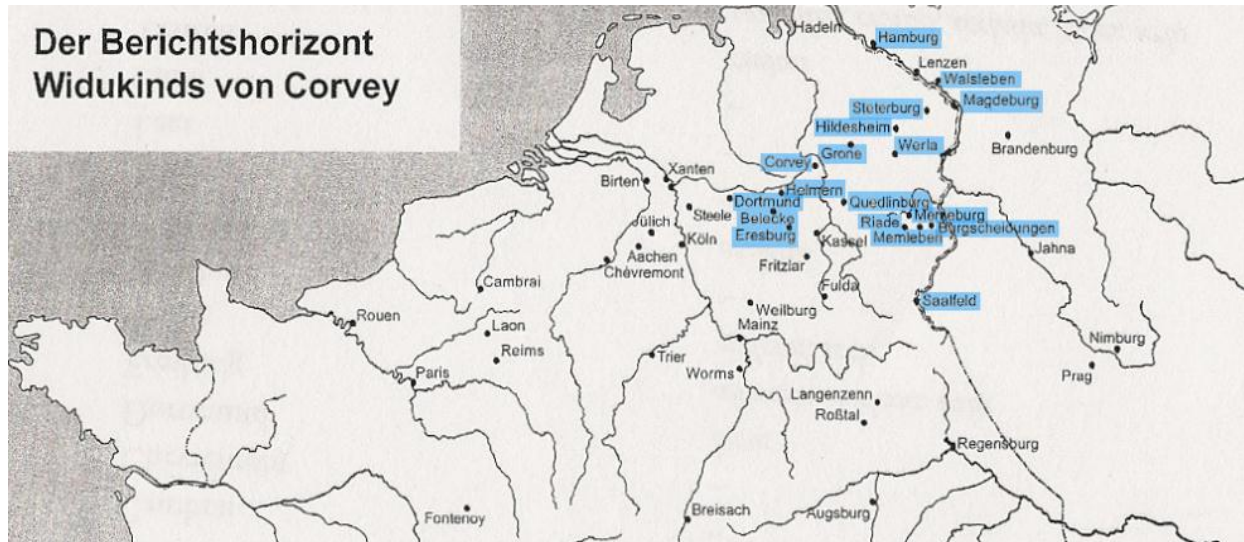 Der Berichtshorizont
Widukinds von Corvey
Hadeln
Hamburg
Lenzen
Walsleben
Magdeburg
Steterburg
Hildesheim
Werla
Grone
Brandenburg
Corvey
Xanten
Birten
Helmern
Dortmund
Quedlinburg
Steele
Belecke
Merseburg
Riade
Burgscheidungen
Jülich
Eresburg
Memleben
Köln
Kassel
Aachen
Jahna
Chèvremont
Fritzlar
Cambrai
Fulda
Saalfeld
Weilburg
Rouen
Mainz
Laon
Nimburg
Reims
Trier
Paris
Worms
Prag
Langenzenn
Roßtal
Regensburg
Fontenoy
Breisach
Augsburg